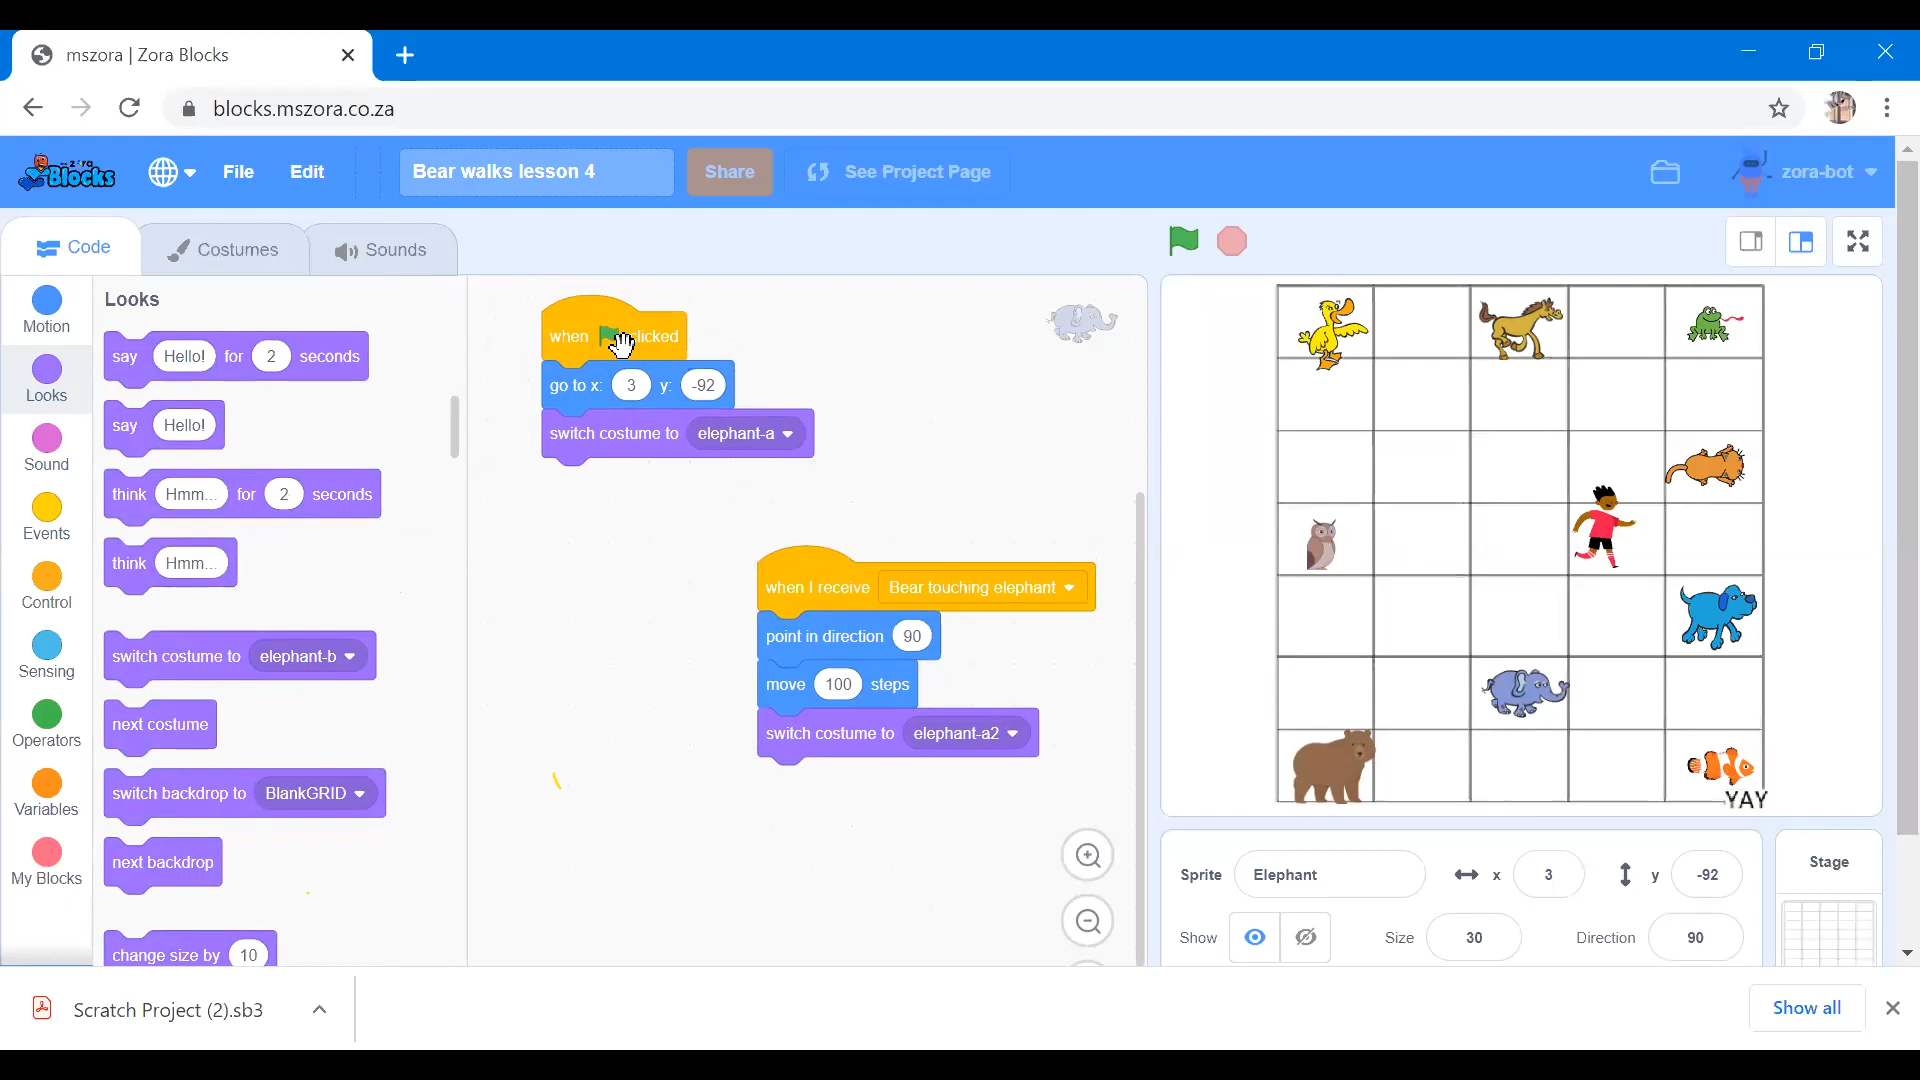 mszora | Zora Blocks
blocks.mszora.co.za
zora Blocks
File
Edit
Bear walks lesson 4
Share
See Project Page
zora-bot
Code
Costumes
Sounds
Motion
Looks
Sound
Events
Control
Sensing
Operators
Variables
My Blocks
Looks
say Hello! for 2 seconds
say Hello!
think Hmm... for 2 seconds
think Hmm...
switch costume to elephant-b
next costume
switch backdrop to BlankGRID
next backdrop
change size by 10
when clicked
go to x: 3 y: -92
switch costume to elephant-a
when I receive Bear touching elephant
point in direction 90
move 100 steps
switch costume to elephant-a2
YAY
Sprite Elephant x 3 y -92
Show Size 30 Direction 90
Stage
Scratch Project (2).sb3
Show all